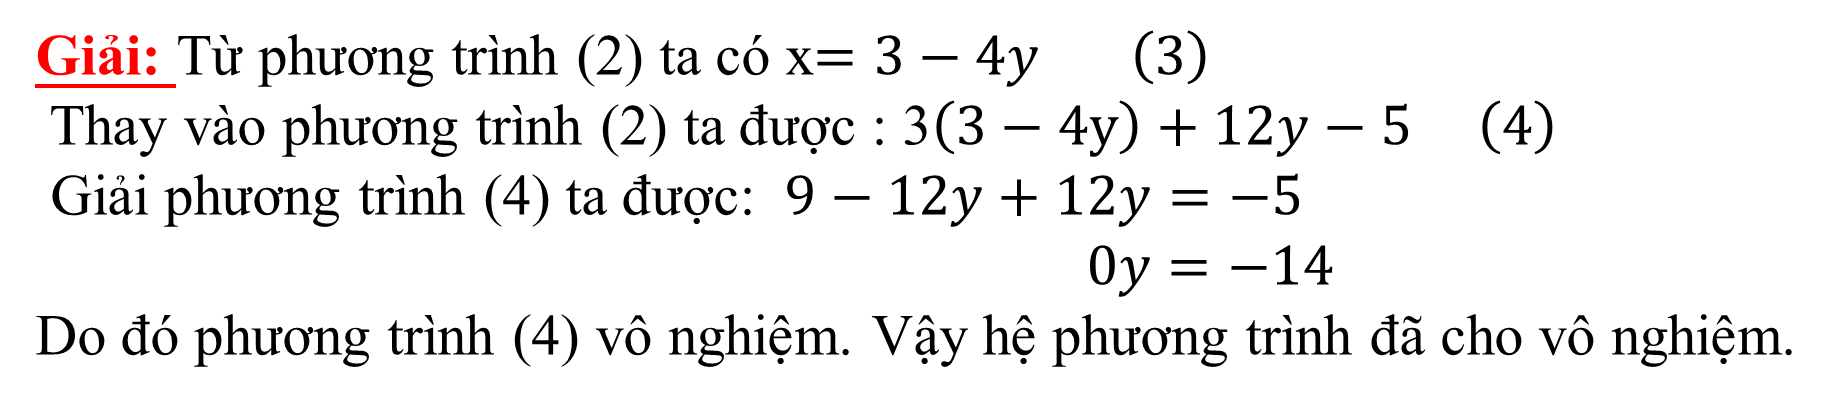 Giải: Từ phương trình (2) ta có x= 3 − 4y (3)
Thay vào phương trình (2) ta được : 3(3 − 4y) + 12y − 5 (4)
Giải phương trình (4) ta được: 9 − 12y + 12y = −5
0y = −14
Do đó phương trình (4) vô nghiệm. Vậy hệ phương trình đã cho vô nghiệm.